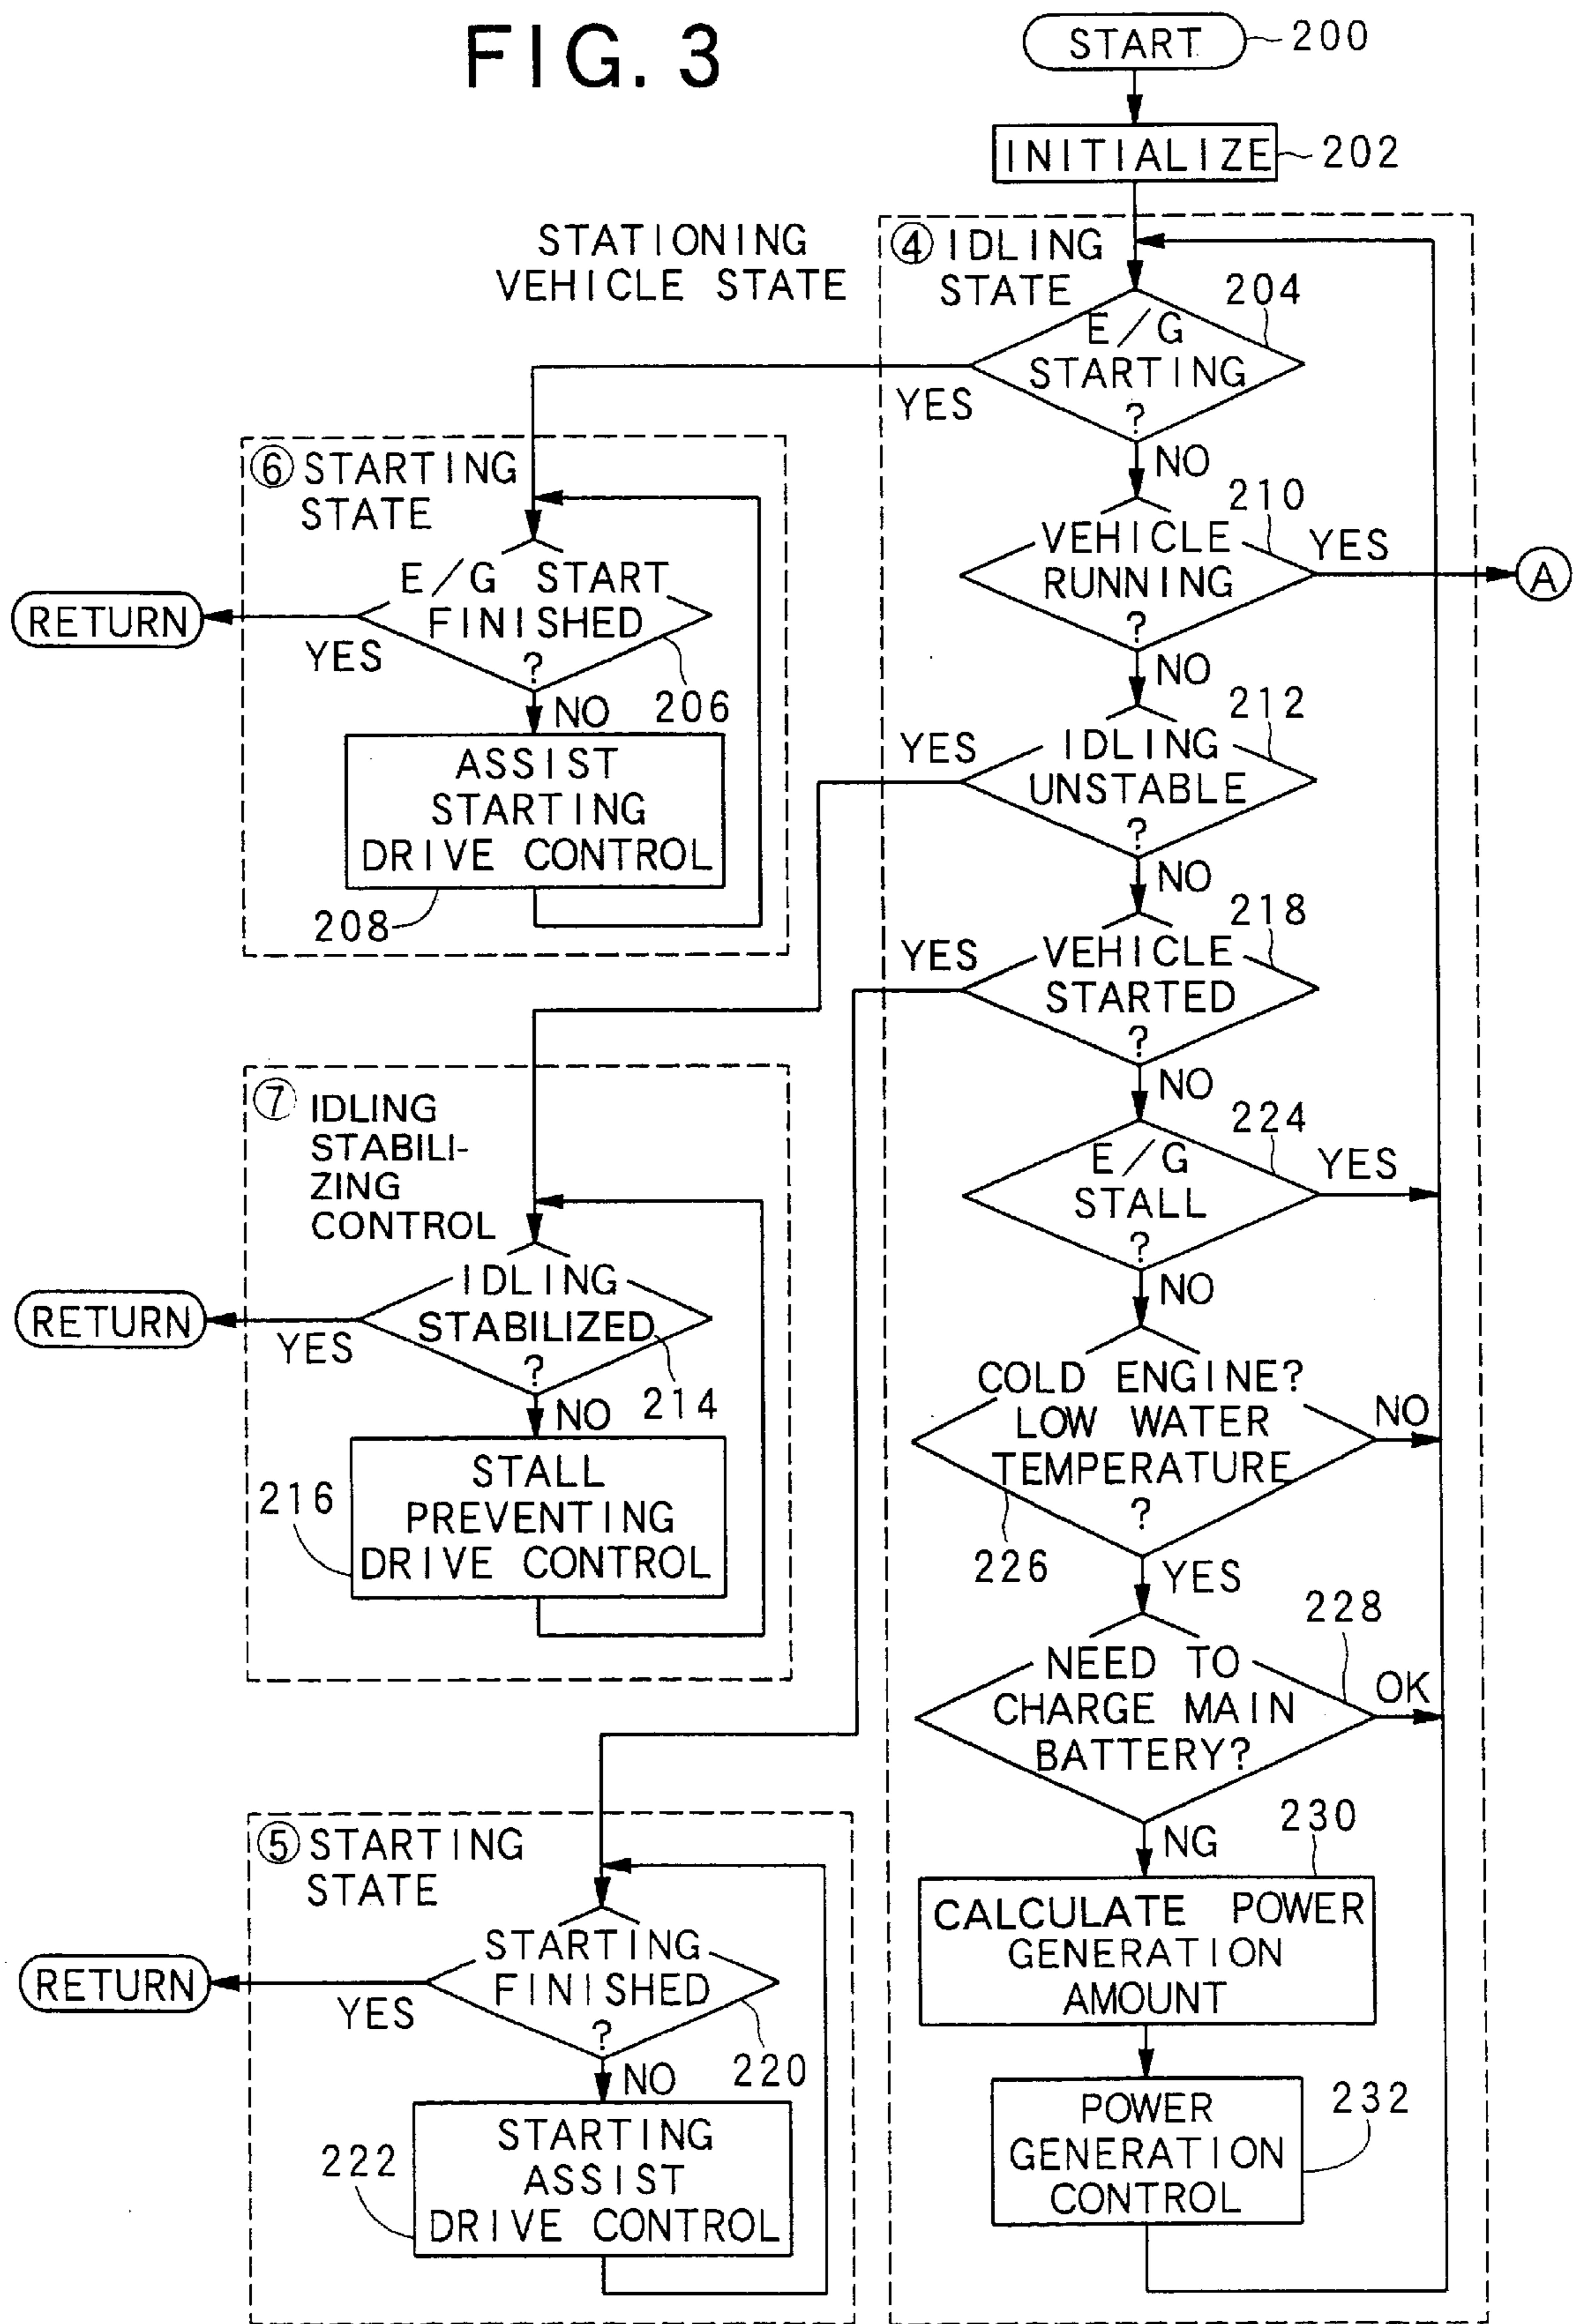 FIG. 3
START
200
INITIALIZE
202
STATIONING
VEHICLE STATE
④ IDLING
STATE
204
E/G
STARTING
?
YES
NO
210
VEHICLE
RUNNING
?
YES
A
NO
212
IDLING
UNSTABLE
?
YES
NO
218
VEHICLE
STARTED
?
YES
NO
224
E/G
STALL
?
YES
NO
COLD ENGINE?
LOW WATER
TEMPERATURE
?
NO
226
YES
228
NEED TO
CHARGE MAIN
BATTERY?
OK
NG
230
CALCULATE POWER
GENERATION
AMOUNT
POWER
GENERATION
CONTROL
232
⑥ STARTING
STATE
E/G START
FINISHED
?
RETURN
YES
NO
206
ASSIST
STARTING
DRIVE CONTROL
208
⑦ IDLING
STABILI-
ZING
CONTROL
IDLING
STABILIZED
?
RETURN
YES
NO
214
STALL
PREVENTING
DRIVE CONTROL
216
⑤ STARTING
STATE
STARTING
FINISHED
?
RETURN
YES
NO
220
STARTING
ASSIST
DRIVE CONTROL
222